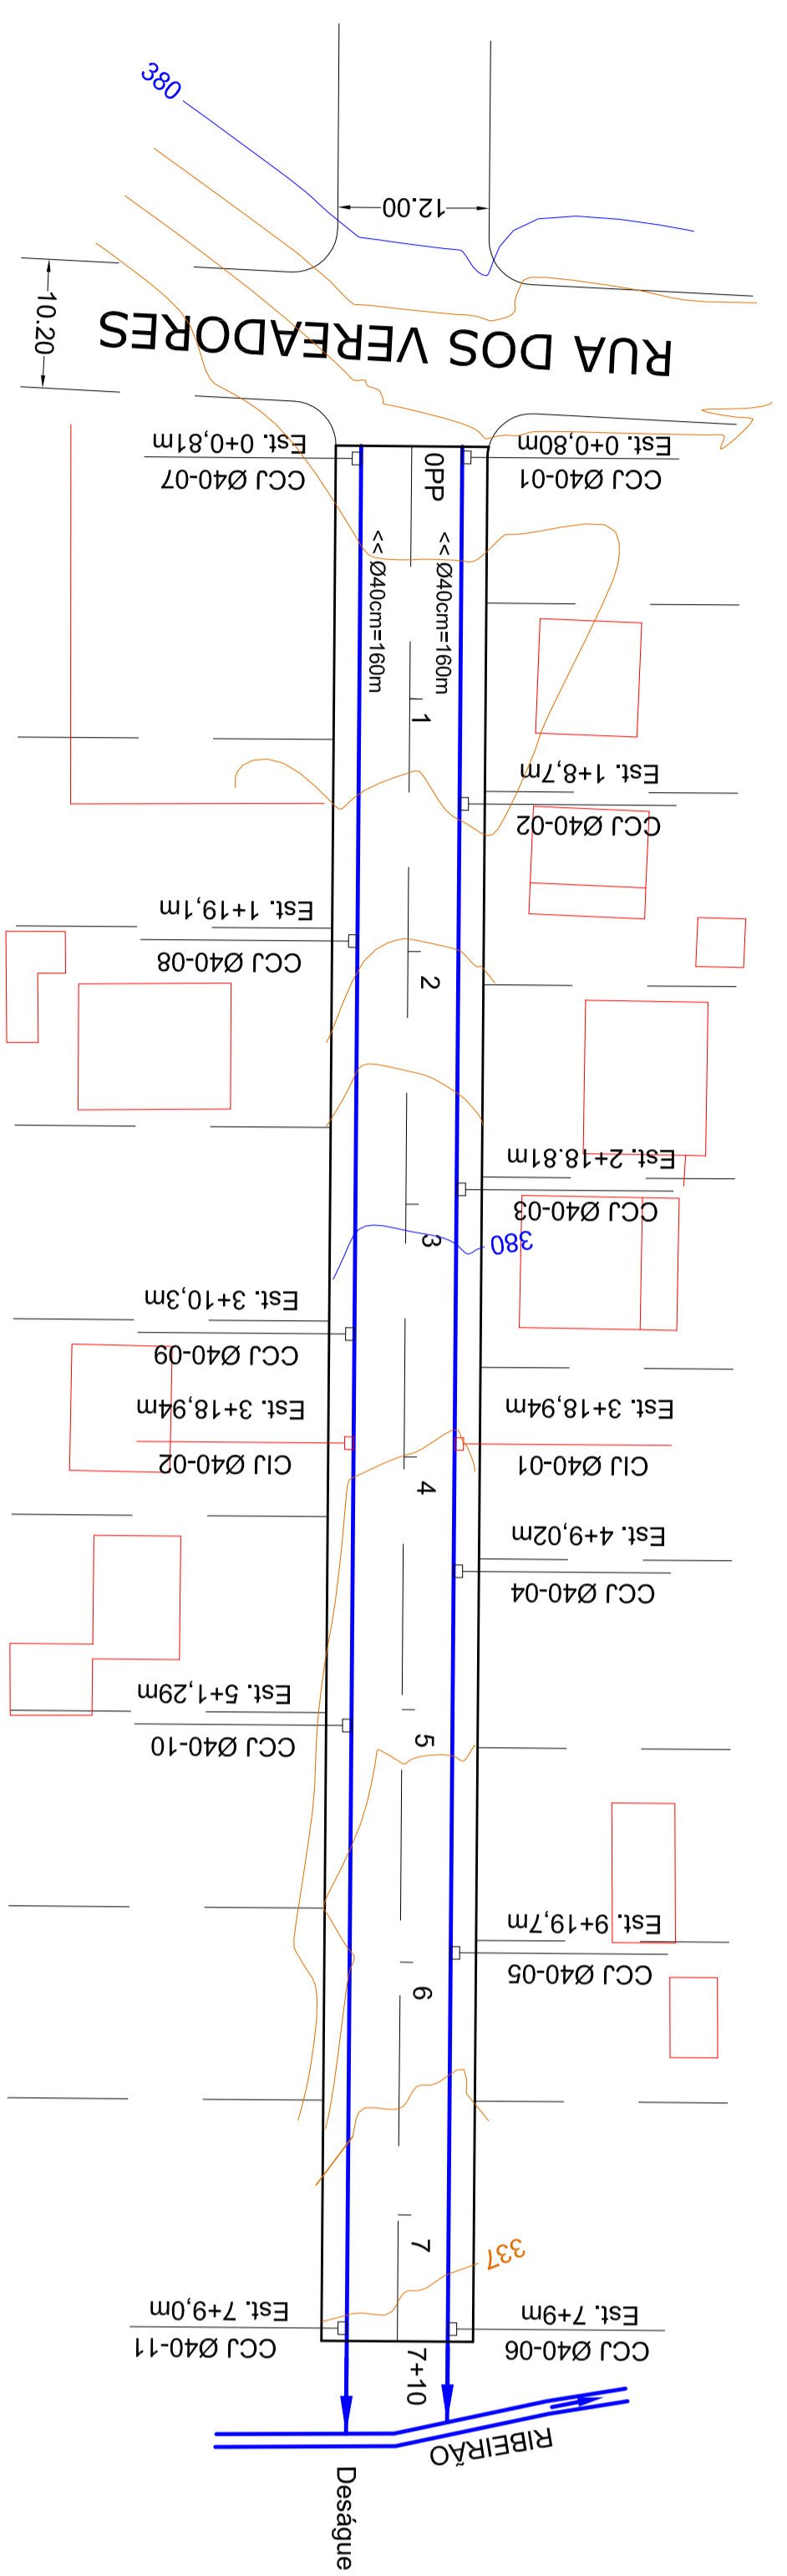 380
12.00
10.20
RUA DOS VEREADORES
Est. 0+0,81m
CCJ Ø40-07
0PP
Est. 0+0,80m
CCJ Ø40-01
<< Ø40cm=160m
<< Ø40cm=160m
1
Est. 1+8,7m
CCJ Ø40-02
Est. 1+19,1m
CCJ Ø40-08
2
Est. 2+18.81m
CCJ Ø40-03
3
380
Est. 3+10,3m
CCJ Ø40-09
Est. 3+18,94m
CIJ Ø40-02
Est. 3+18,94m
CIJ Ø40-01
4
Est. 4+9,02m
CCJ Ø40-04
Est. 5+1,29m
CCJ Ø40-10
5
Est. 9+19,7m
CCJ Ø40-05
6
7
337
Est. 7+9,0m
CCJ Ø40-11
Est. 7+9m
CCJ Ø40-06
7+10
RIBEIRÃO
Deságue